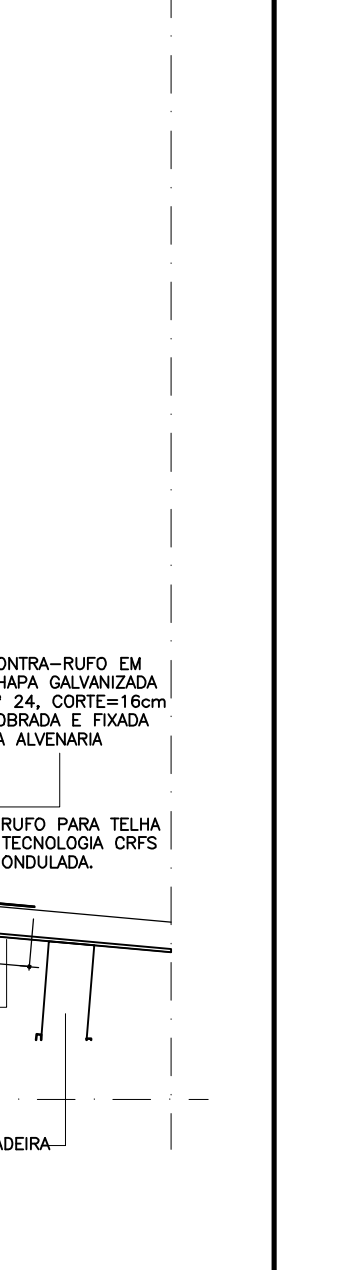 ONTRA-RUFO EM
HAPA GALVANIZADA
24, CORTE=16cm
OBRADA E FIXADA
A ALVENARIA
RUFO PARA TELHA
TECNOLOGIA CRFS
ONDULADA.
ADEIRA